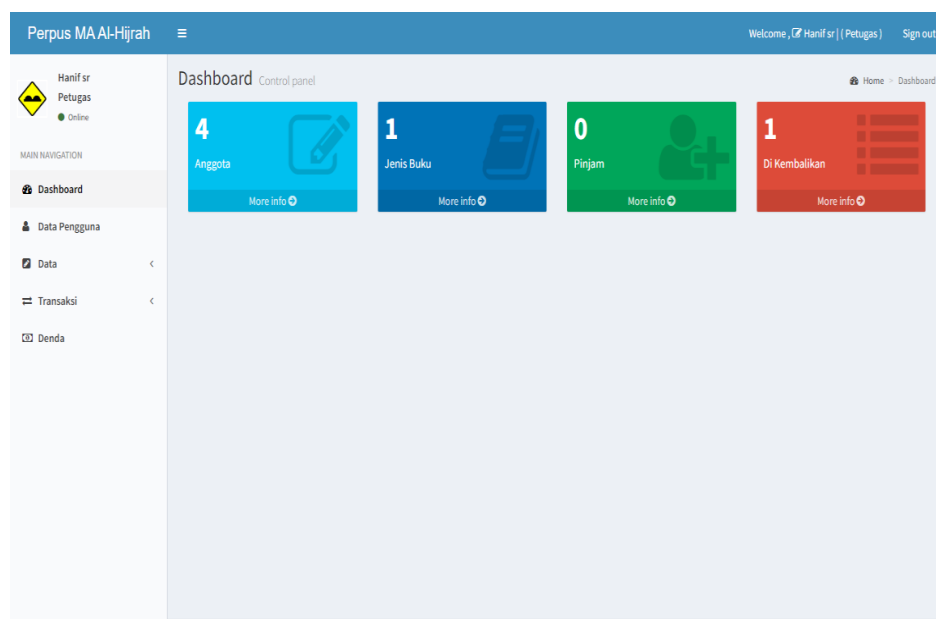 Perpus MA Al-Hijrah
Welcome , Hanif sr | ( Petugas )
Sign out
Hanif sr
Petugas
Online
MAIN NAVIGATION
Dashboard
Data Pengguna
Data
Transaksi
Denda
Dashboard Control panel
Home > Dashboard
4
Anggota
More info
1
Jenis Buku
More info
0
Pinjam
More info
1
Di Kembalikan
More info